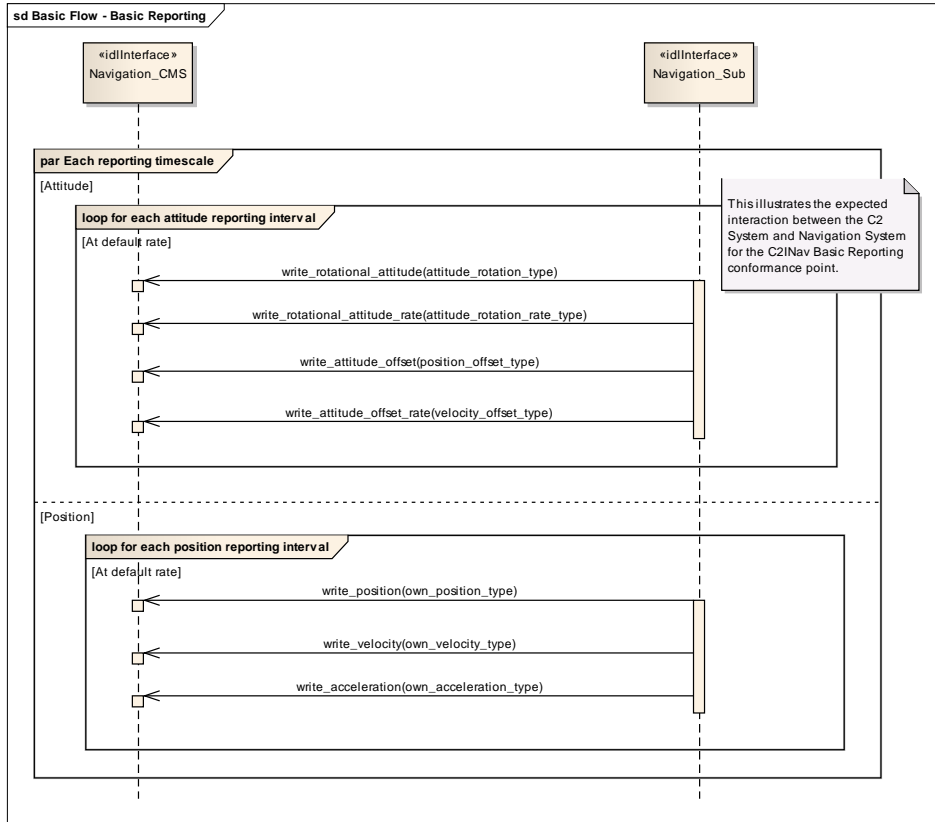 sd Basic Flow - Basic Reporting
«idlInterface»
Navigation_CMS
«idlInterface»
Navigation_Sub
par Each reporting timescale
[Attitude]
This illustrates the expected
interaction between the C2
System and Navigation System
for the C2INav Basic Reporting
conformance point.
loop for each attitude reporting interval
[At default rate]
write_rotational_attitude(attitude_rotation_type)
write_rotational_attitude_rate(attitude_rotation_rate_type)
write_attitude_offset(position_offset_type)
write_attitude_offset_rate(velocity_offset_type)
[Position]
loop for each position reporting interval
[At default rate]
write_position(own_position_type)
write_velocity(own_velocity_type)
write_acceleration(own_acceleration_type)